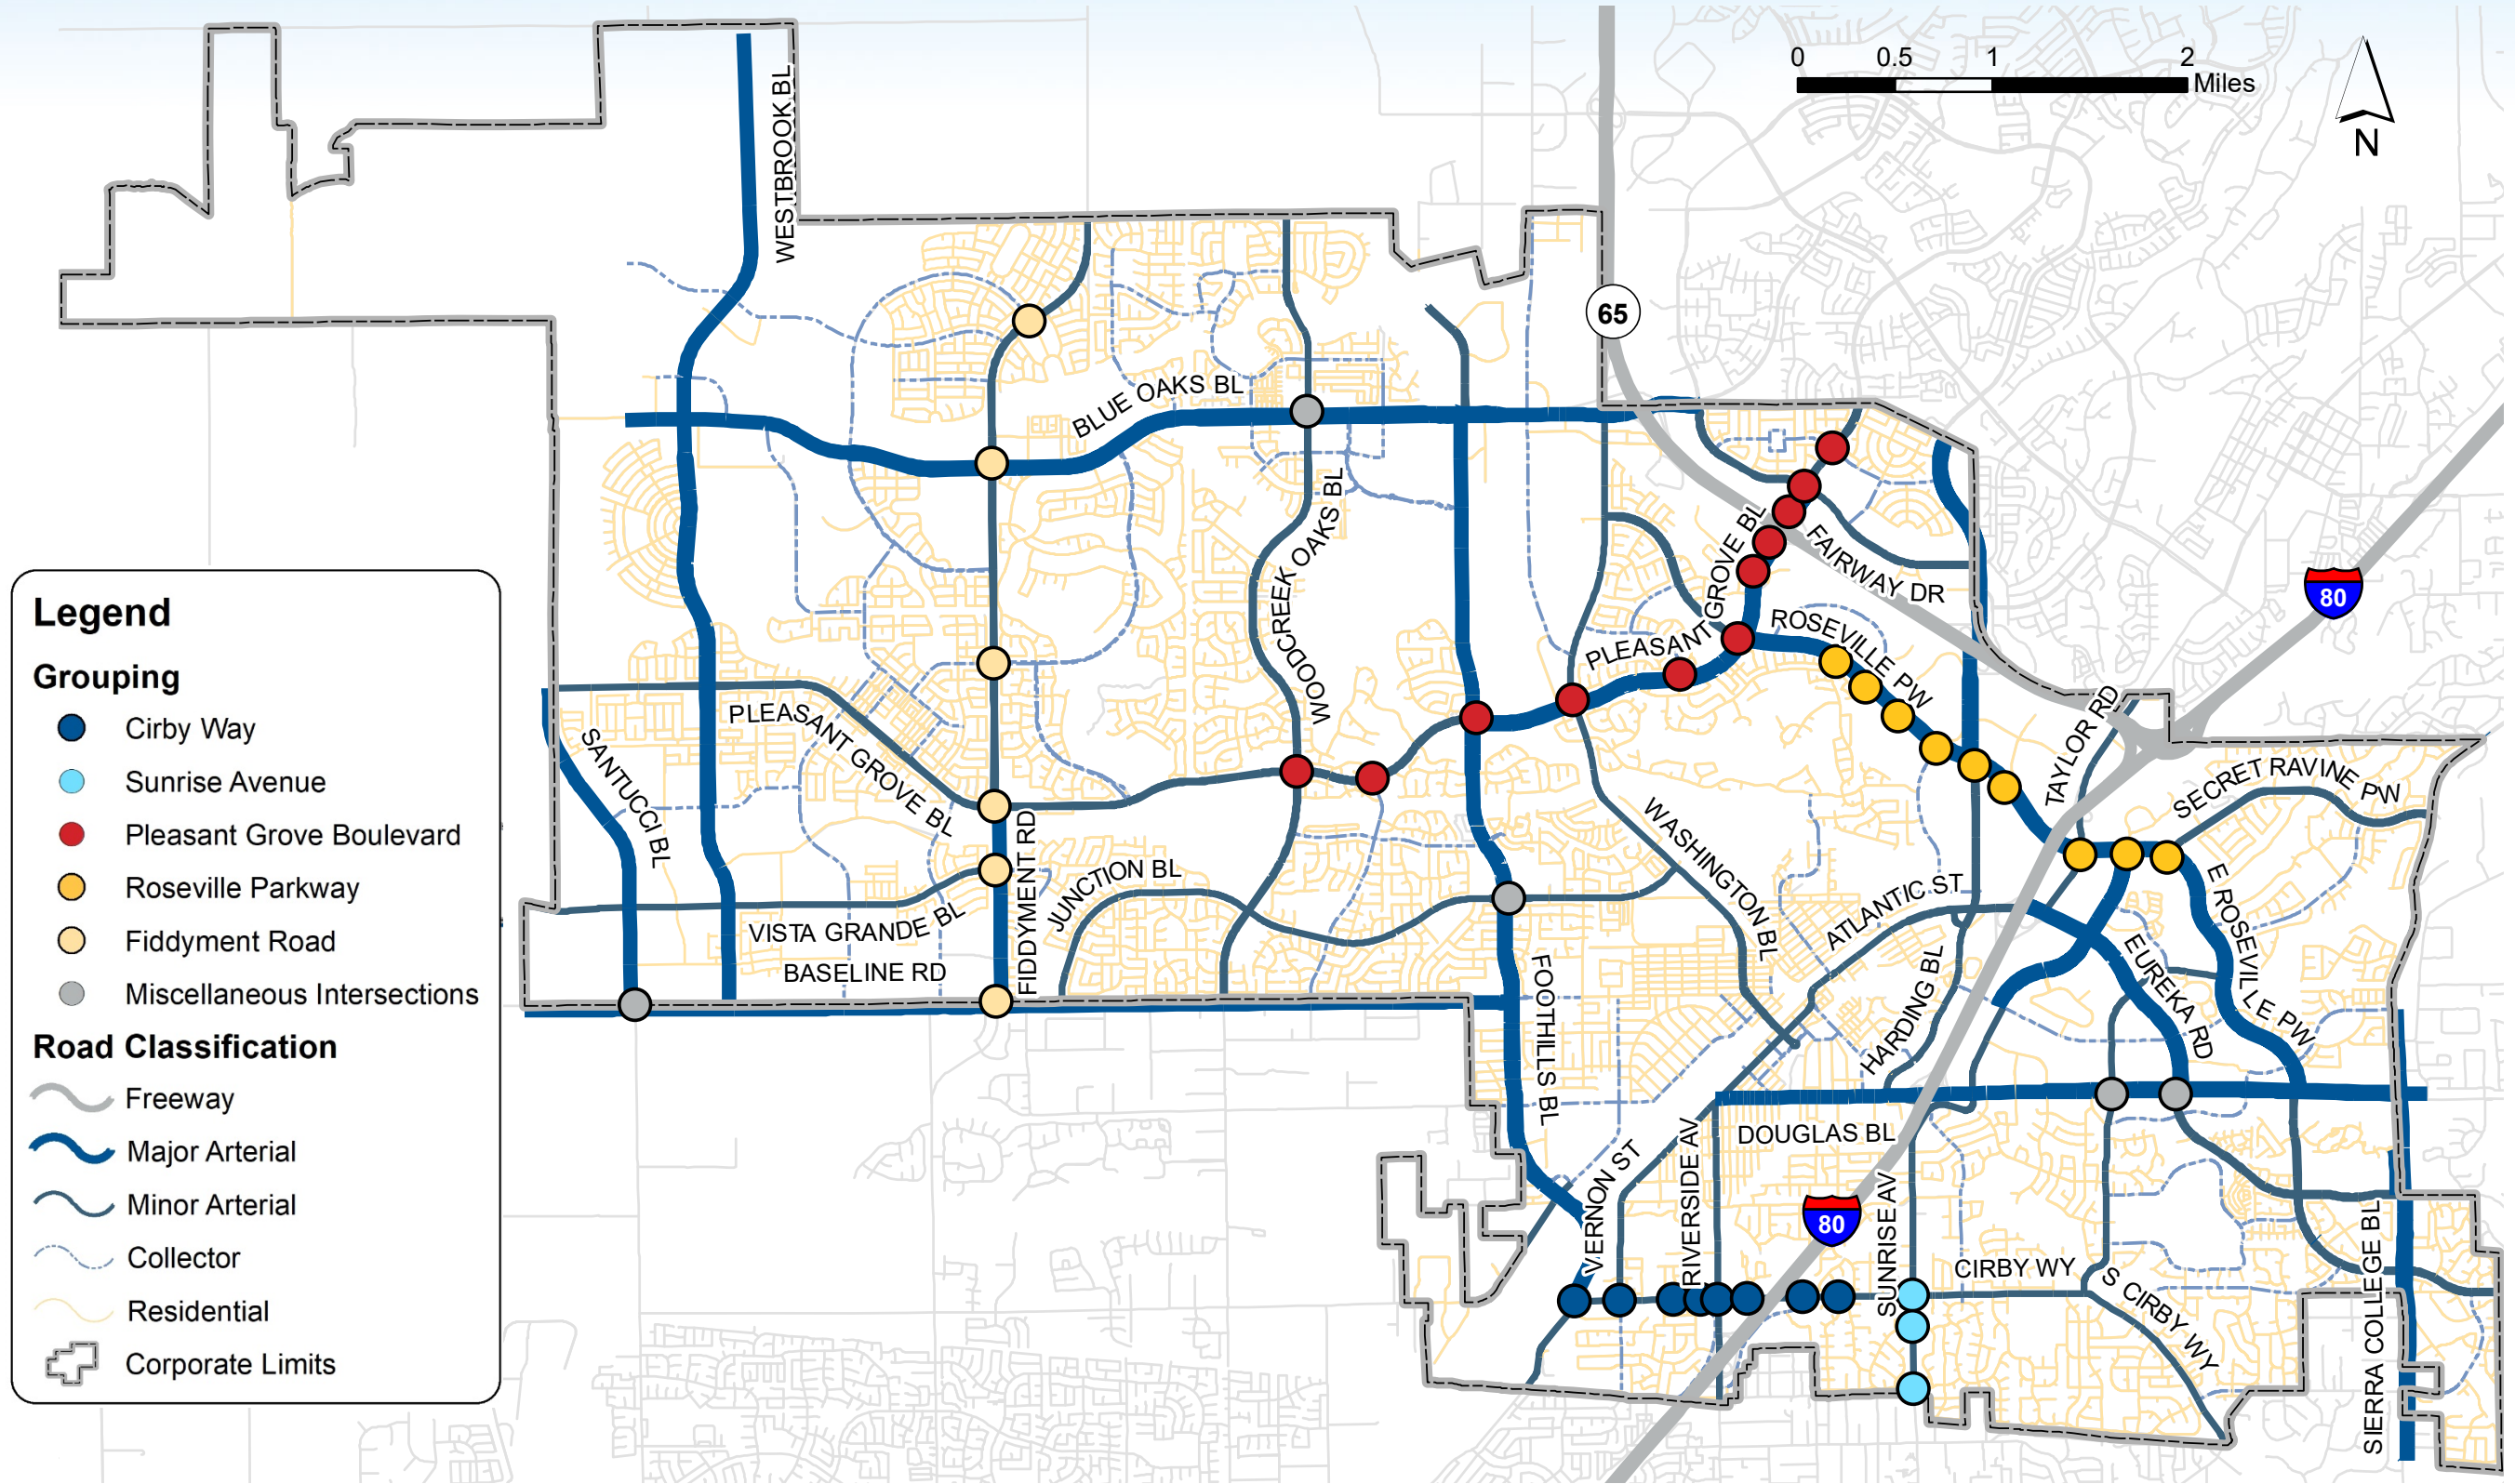 0 0.5 1 2
Miles
N
WESTBROOK BL
65
BLUE OAKS BL
WOODCREEK OAKS BL
PLEASANT GROVE BL
FAIRWAY DR
80
ROSEVILLE PW
TAYLOR RD
SECRET RAVINE PW
SANTUCCI BL
PLEASANT GROVE BL
FIDDYMENT RD
JUNCTION BL
WASHINGTON BL
ATLANTIC ST
E ROSEVILLE PW
VISTA GRANDE BL
BASELINE RD
FOOTHILLS BL
HARDING BL
EUREKA RD
DOUGLAS BL
VERNON ST
RIVERSIDE AV
80
SUNRISE AV
CIRBY WY
S CIRBY WY
SIERRA COLLEGE BL
Legend
Grouping
Cirby Way
Sunrise Avenue
Pleasant Grove Boulevard
Roseville Parkway
Fiddyment Road
Miscellaneous Intersections
Road Classification
Freeway
Major Arterial
Minor Arterial
Collector
Residential
Corporate Limits